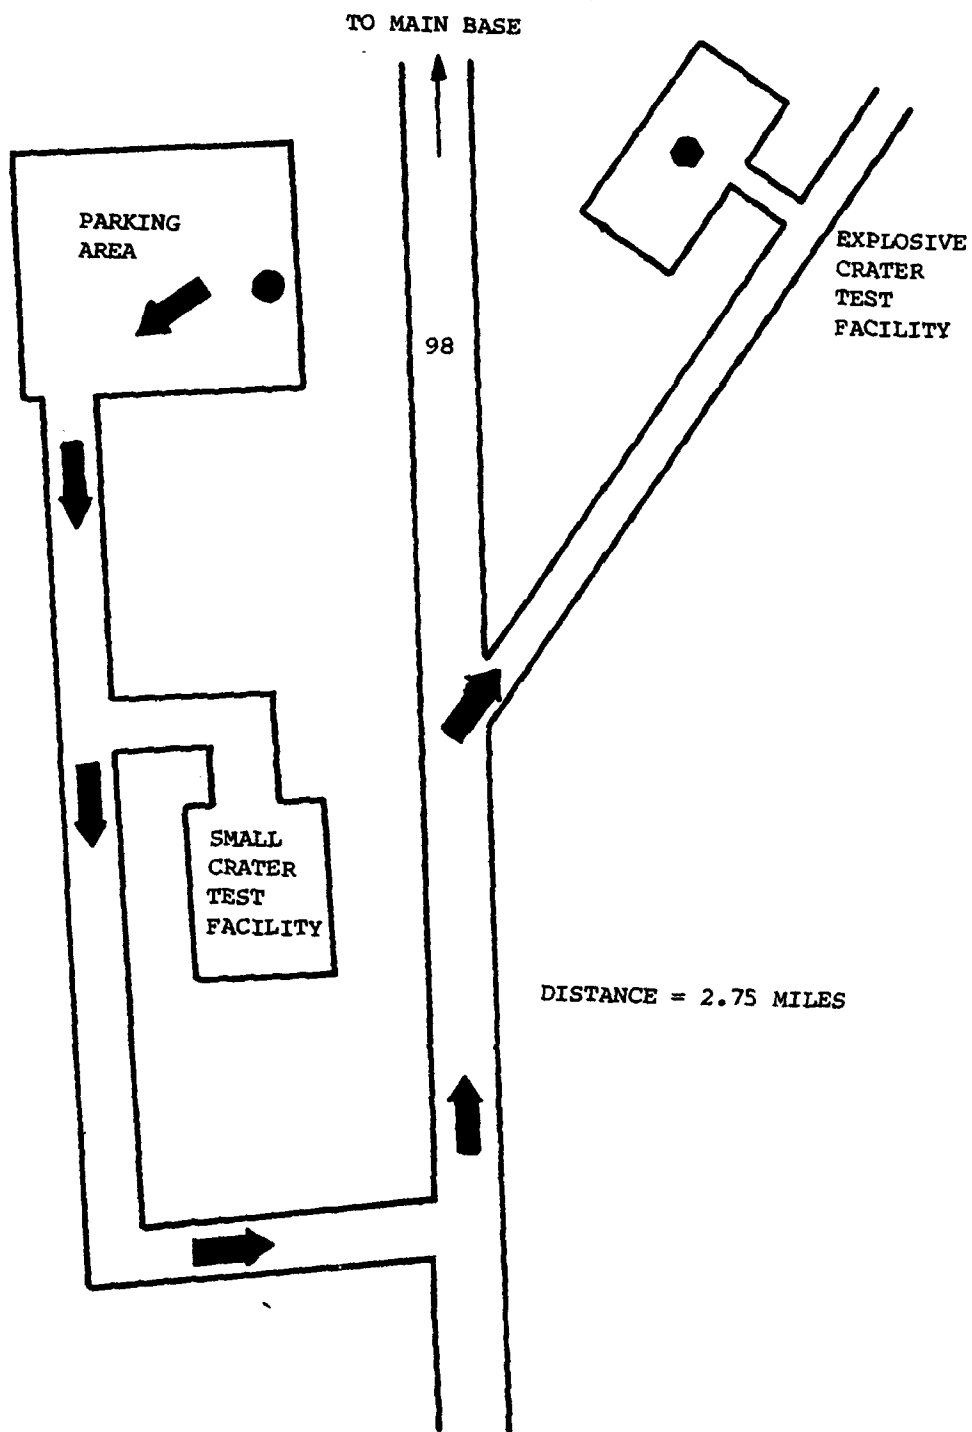 TO MAIN BASE
PARKING
AREA
EXPLOSIVE
CRATER
TEST
FACILITY
98
SMALL
CRATER
TEST
FACILITY
DISTANCE = 2.75 MILES